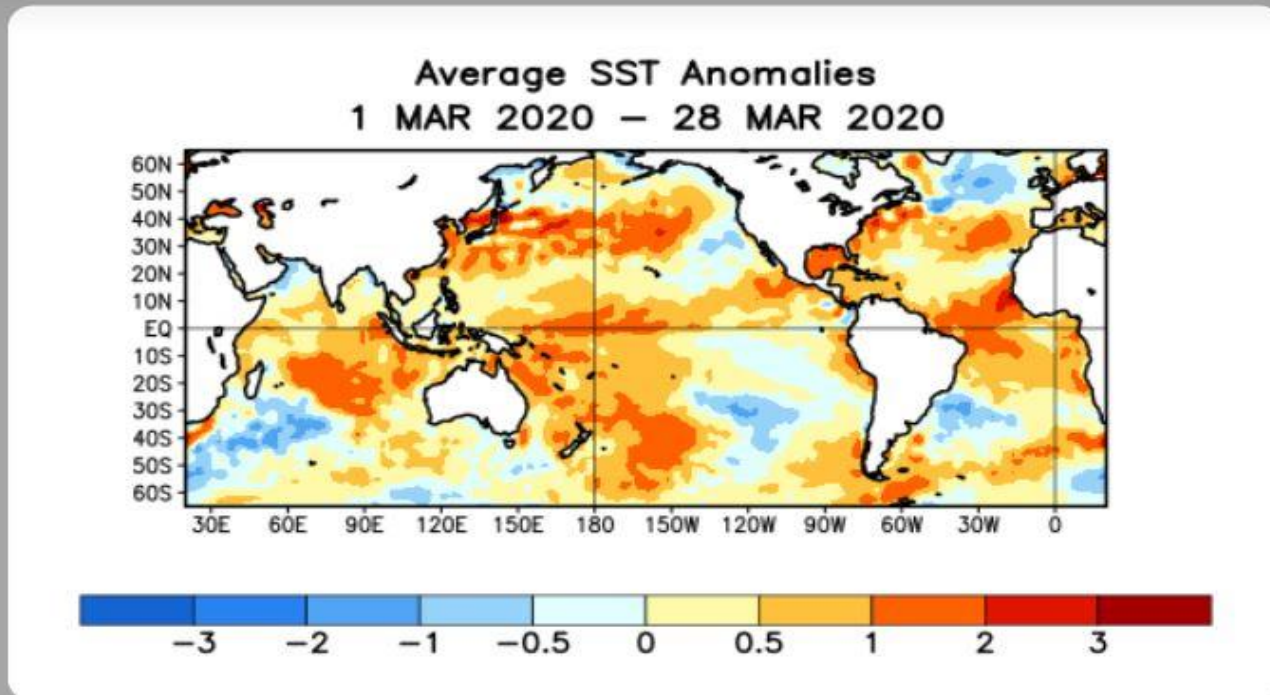 Average SST Anomalies
1 MAR 2020 – 28 MAR 2020
60N
50N
40N
30N
20N
10N
EQ
10S
20S
30S
40S
50S
60S
30E 60E 90E 120E 150E 180 150W 120W 90W 60W 30W 0
−3 −2 −1 −0.5 0 0.5 1 2 3